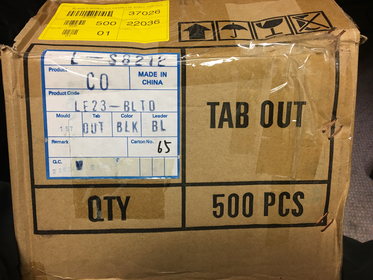 37026
500 22036
01
L-S8212
Product
CO
MADE IN
CHINA
Product Code
LE23-BLTO
Mould Tab Color Leader
1ST OUT BLK BL
Remark Carton No. 65
Q.C.
TAB OUT
QTY
500 PCS